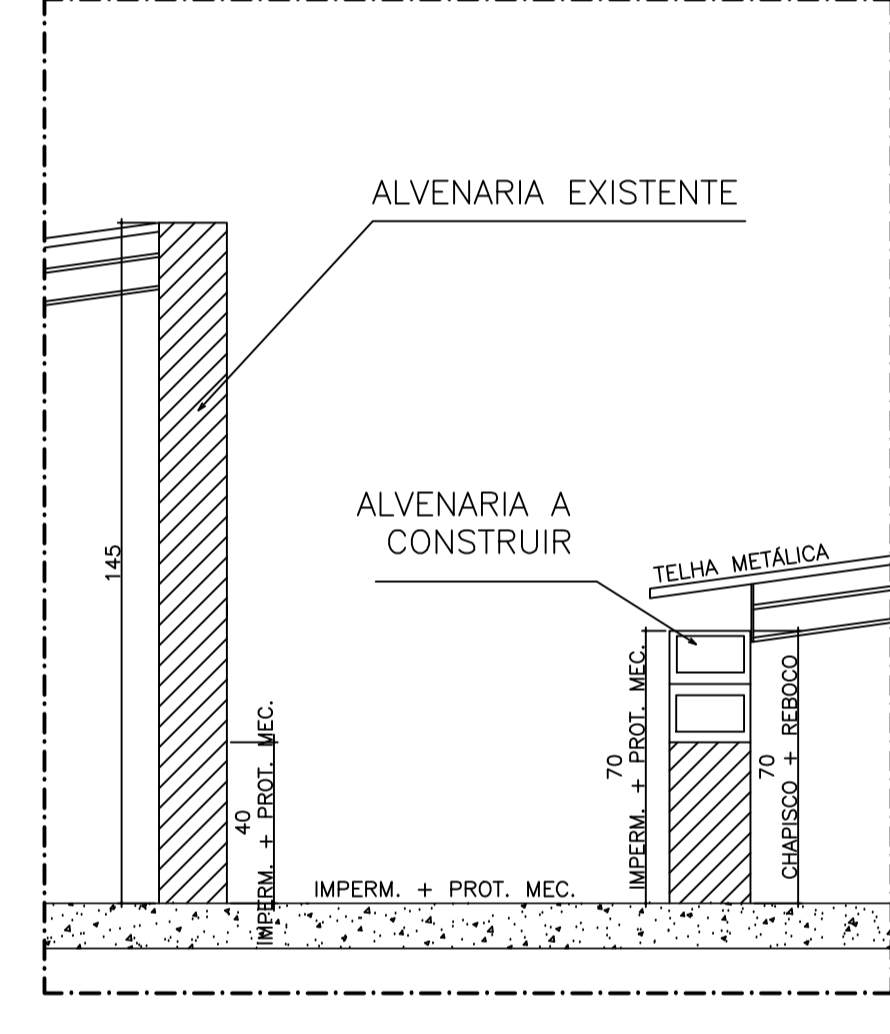 ALVENARIA EXISTENTE
145
ALVENARIA A
CONSTRUIR
TELHA METÁLICA
40
IMPERM. + PROT. MEC.
IMPERM. + PROT. MEC.
70
IMPERM. + PROT. MEC.
70
CHAPISCO + REBOCO